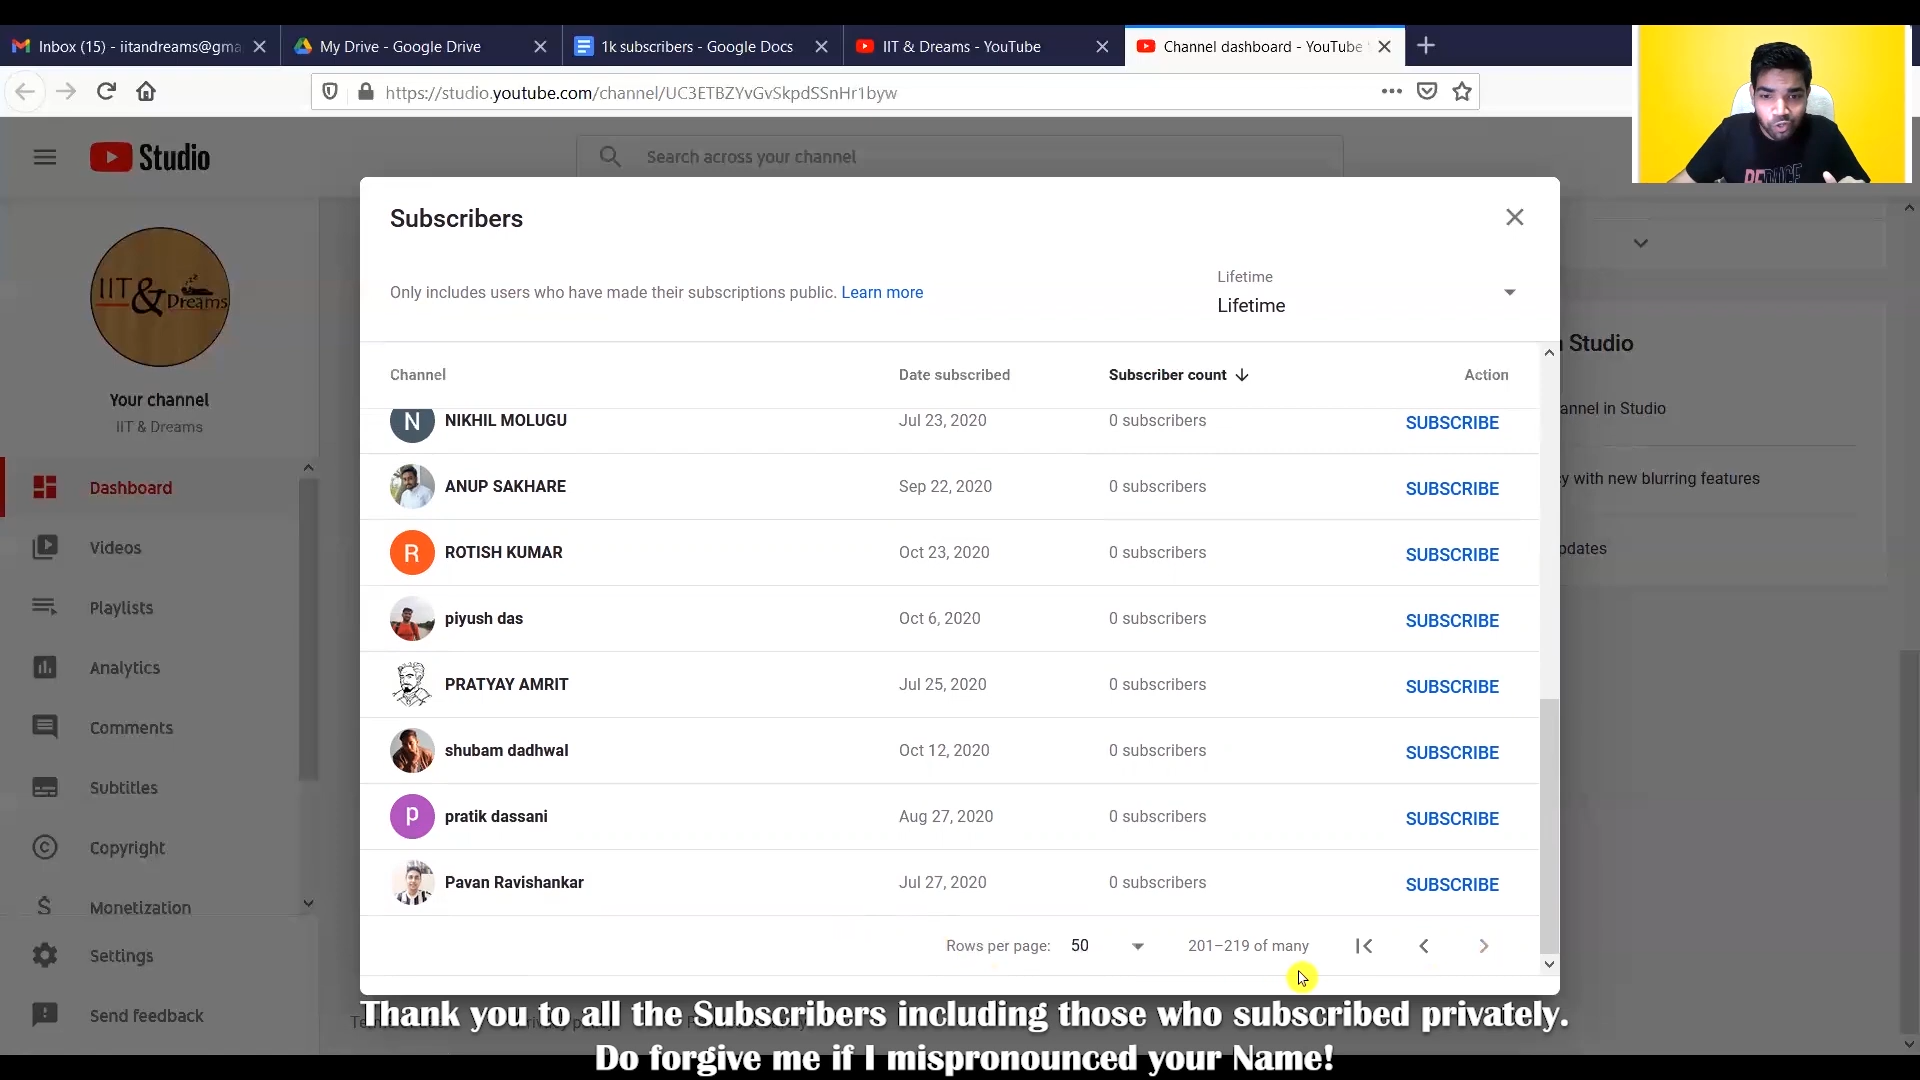 Inbox (15) - iitandreams@gma
My Drive - Google Drive
1k subscribers - Google Docs
IIT & Dreams - YouTube
Channel dashboard - YouTube
https://studio.youtube.com/channel/UC3ETBZYvGvSkpdSSnHr1byw
Studio
Search across your channel
Subscribers
Only includes users who have made their subscriptions public. Learn more
Lifetime
Lifetime
IIT & Dreams
Your channel
IIT & Dreams
Dashboard
Videos
Playlists
Analytics
Comments
Subtitles
Copyright
Monetization
Settings
Send feedback
Channel Date subscribed Subscriber count Action
N NIKHIL MOLUGU Jul 23, 2020 0 subscribers SUBSCRIBE
ANUP SAKHARE Sep 22, 2020 0 subscribers SUBSCRIBE
R ROTISH KUMAR Oct 23, 2020 0 subscribers SUBSCRIBE
piyush das Oct 6, 2020 0 subscribers SUBSCRIBE
PRATYAY AMRIT Jul 25, 2020 0 subscribers SUBSCRIBE
shubam dadhwal Oct 12, 2020 0 subscribers SUBSCRIBE
p pratik dassani Aug 27, 2020 0 subscribers SUBSCRIBE
Pavan Ravishankar Jul 27, 2020 0 subscribers SUBSCRIBE
Rows per page: 50 201–219 of many
Studio
annel in Studio
y with new blurring features
pdates
Thank you to all the Subscribers including those who subscribed privately.
Do forgive me if I mispronounced your Name!